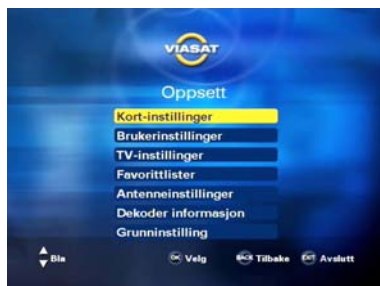 VIASAT
Oppsett
Kort-instillinger
Brukerinstillinger
TV-instillinger
Favorittlister
Antenneinstillinger
Dekoder informasjon
Grunninstilling
Bla OK Velg BACK Tilbake EXIT Avslutt